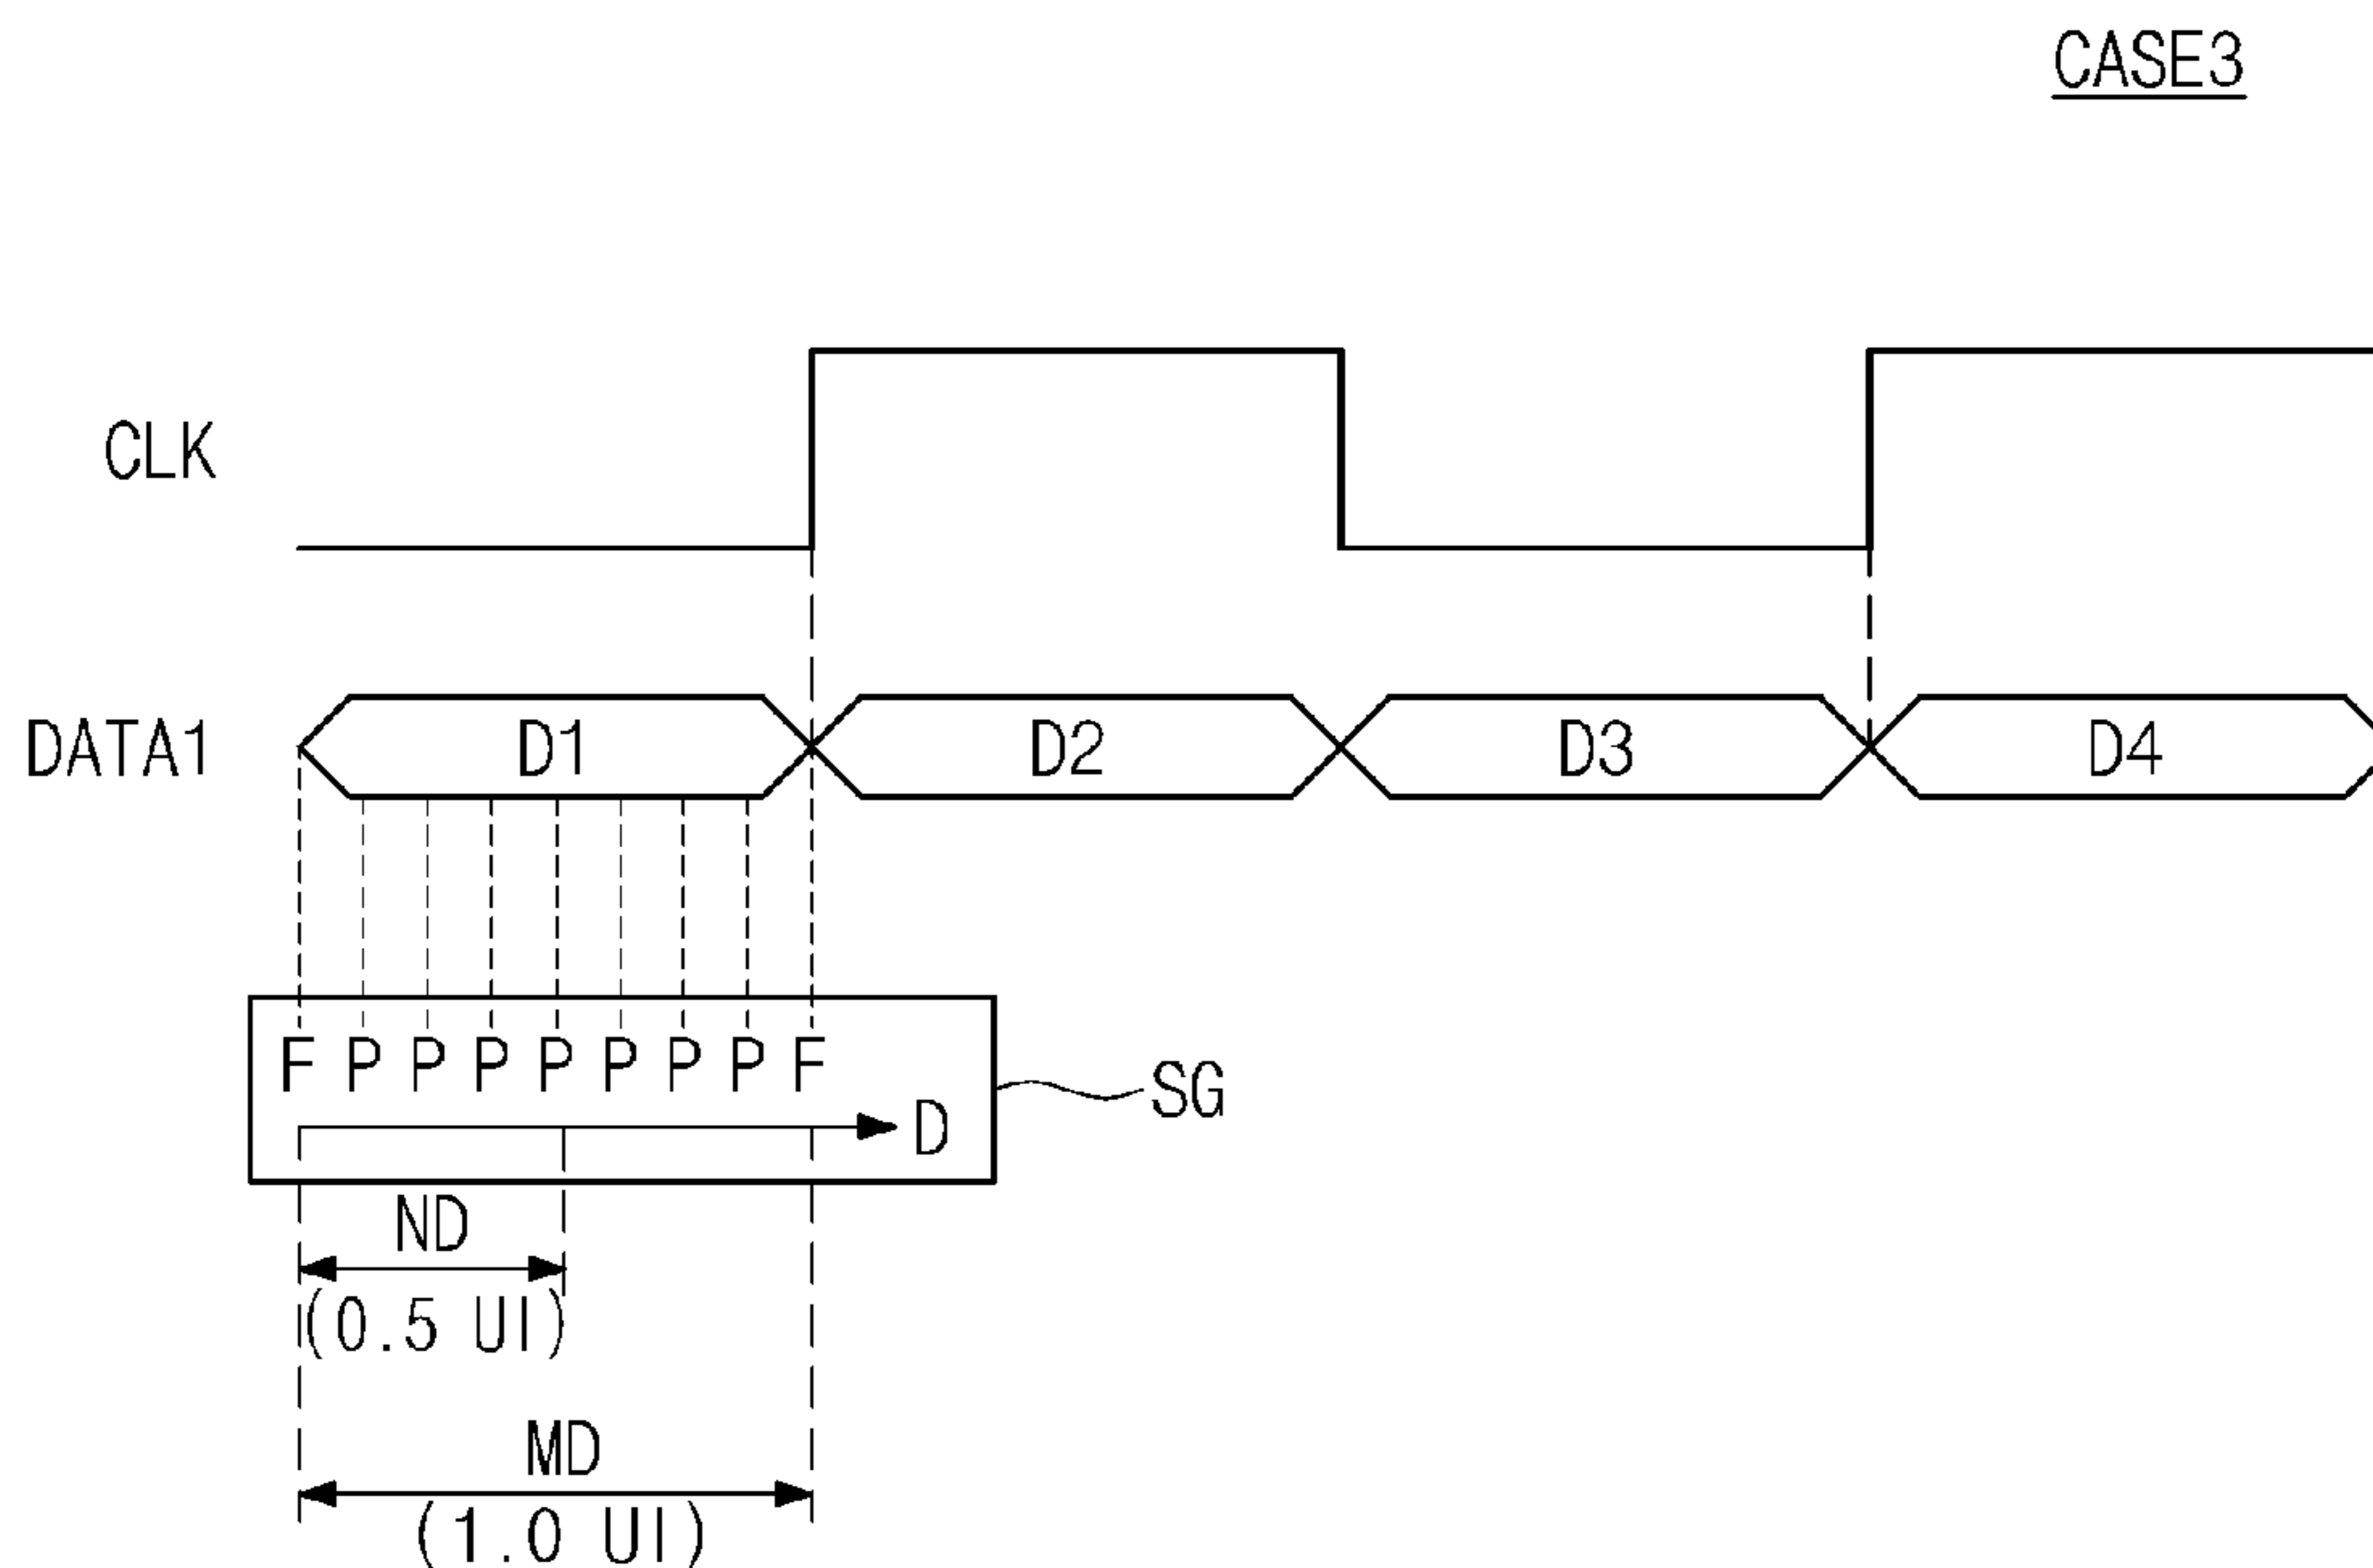 CASE3
CLK
DATA1 D1 D2 D3 D4
F P P P P P P P F
SG
D
ND
(0.5 UI)
MD
(1.0 UI)